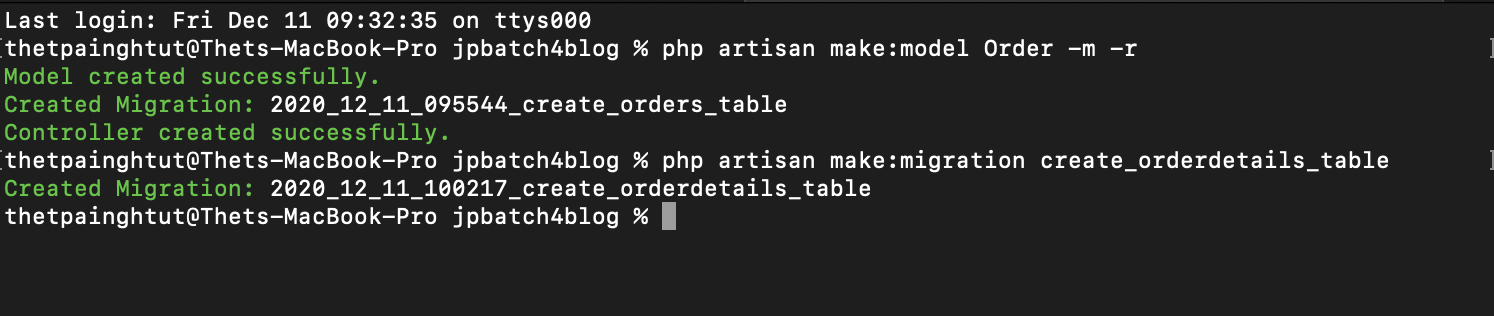 Last login: Fri Dec 11 09:32:35 on ttys000
[thetpainghtut@Thets-MacBook-Pro jpbatch4blog % php artisan make:model Order -m -r ]
Model created successfully.
Created Migration: 2020_12_11_095544_create_orders_table
Controller created successfully.
[thetpainghtut@Thets-MacBook-Pro jpbatch4blog % php artisan make:migration create_orderdetails_table ]
Created Migration: 2020_12_11_100217_create_orderdetails_table
thetpainghtut@Thets-MacBook-Pro jpbatch4blog %